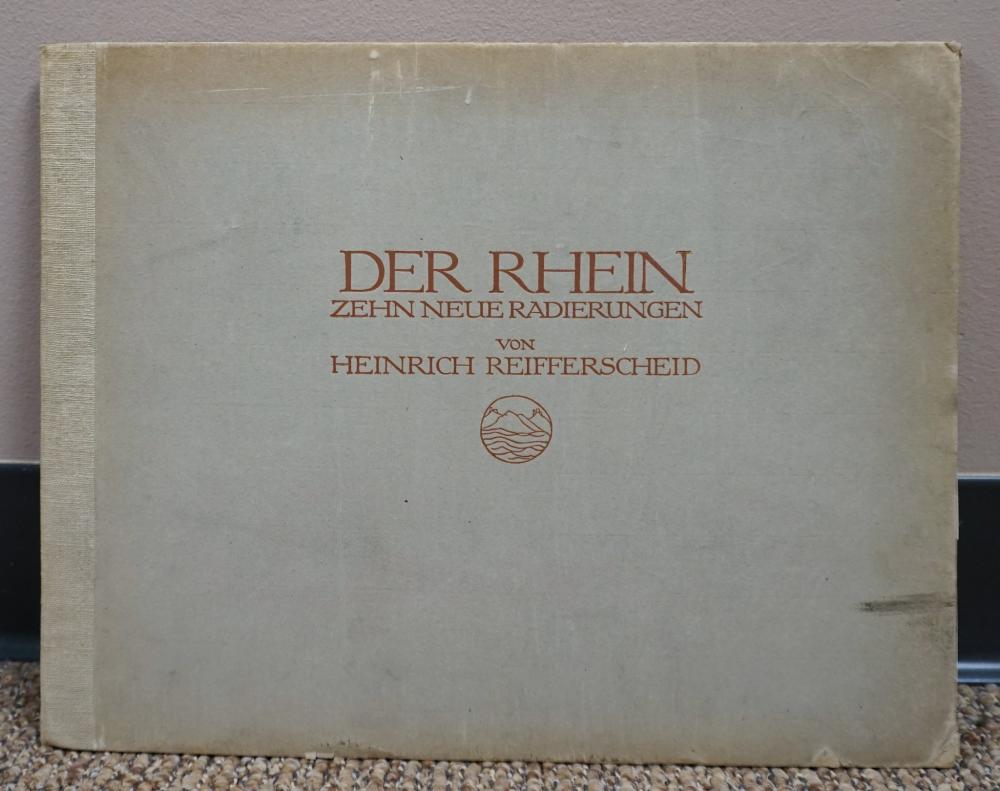 DER RHEIN
ZEHN NEUE RADIERUNGEN
VON
HEINRICH REIFFERSCHEID